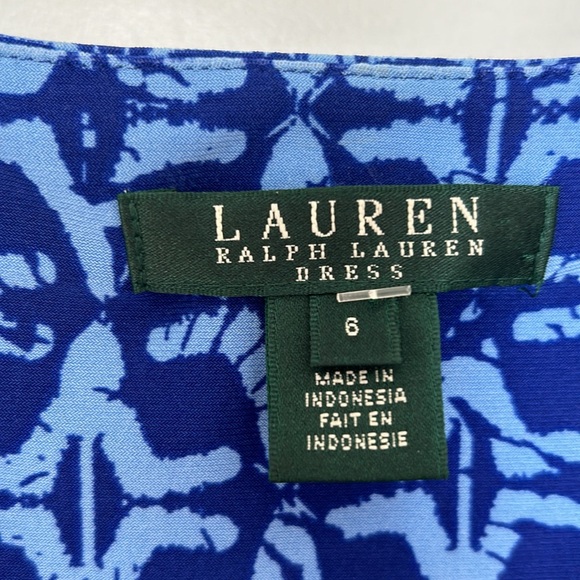 LAUREN
RALPH LAUREN
DRESS
6
MADE IN
INDONESIA
FAIT EN
INDONESIE